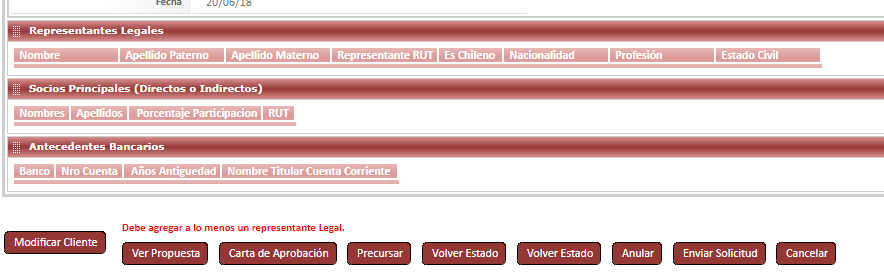 Fecha 20/06/18
Representantes Legales
Nombre Apellido Paterno Apellido Materno Representante RUT Es Chileno Nacionalidad Profesión Estado Civil
Socios Principales (Directos o Indirectos)
Nombres Apellidos Porcentaje Participacion RUT
Antecedentes Bancarios
Banco Nro Cuenta Años Antiguedad Nombre Titular Cuenta Corriente
Debe agregar a lo menos un representante Legal.
Modificar Cliente Ver Propuesta Carta de Aprobación Precursar Volver Estado Volver Estado Anular Enviar Solicitud Cancelar